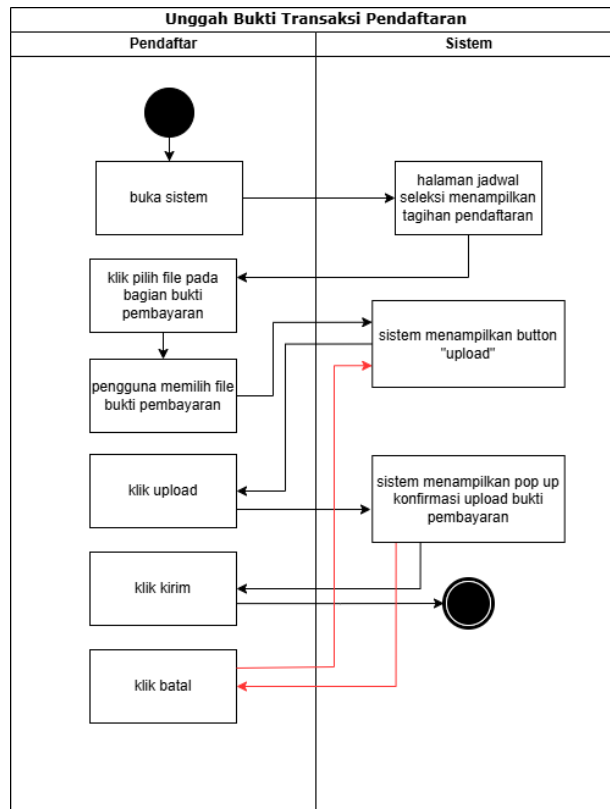 Unggah Bukti Transaksi Pendaftaran
Pendaftar
Sistem
buka sistem
halaman jadwal
seleksi menampilkan
tagihan pendaftaran
klik pilih file pada
bagian bukti
pembayaran
sistem menampilkan button
"upload"
pengguna memilih file
bukti pembayaran
klik upload
sistem menampilkan pop up
konfirmasi upload bukti
pembayaran
klik kirim
klik batal